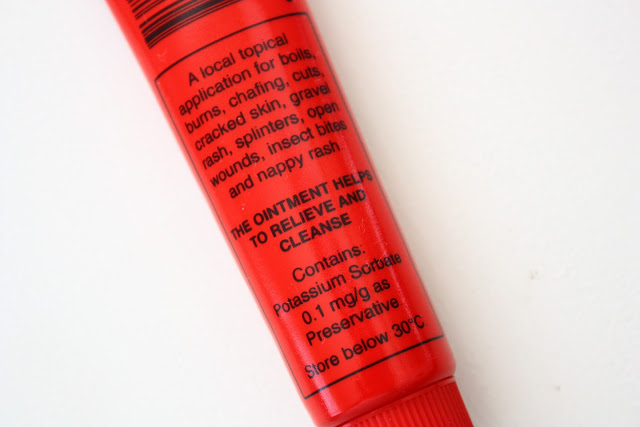 A local topical
application for boils,
burns, chafing, cuts,
cracked skin, gravel
rash, splinters, open
wounds, insect bites
and nappy rash
THE OINTMENT HELPS
TO RELIEVE AND
CLEANSE
Contains:
Potassium Sorbate
0.1 mg/g as
Preservative
Store below 30°C